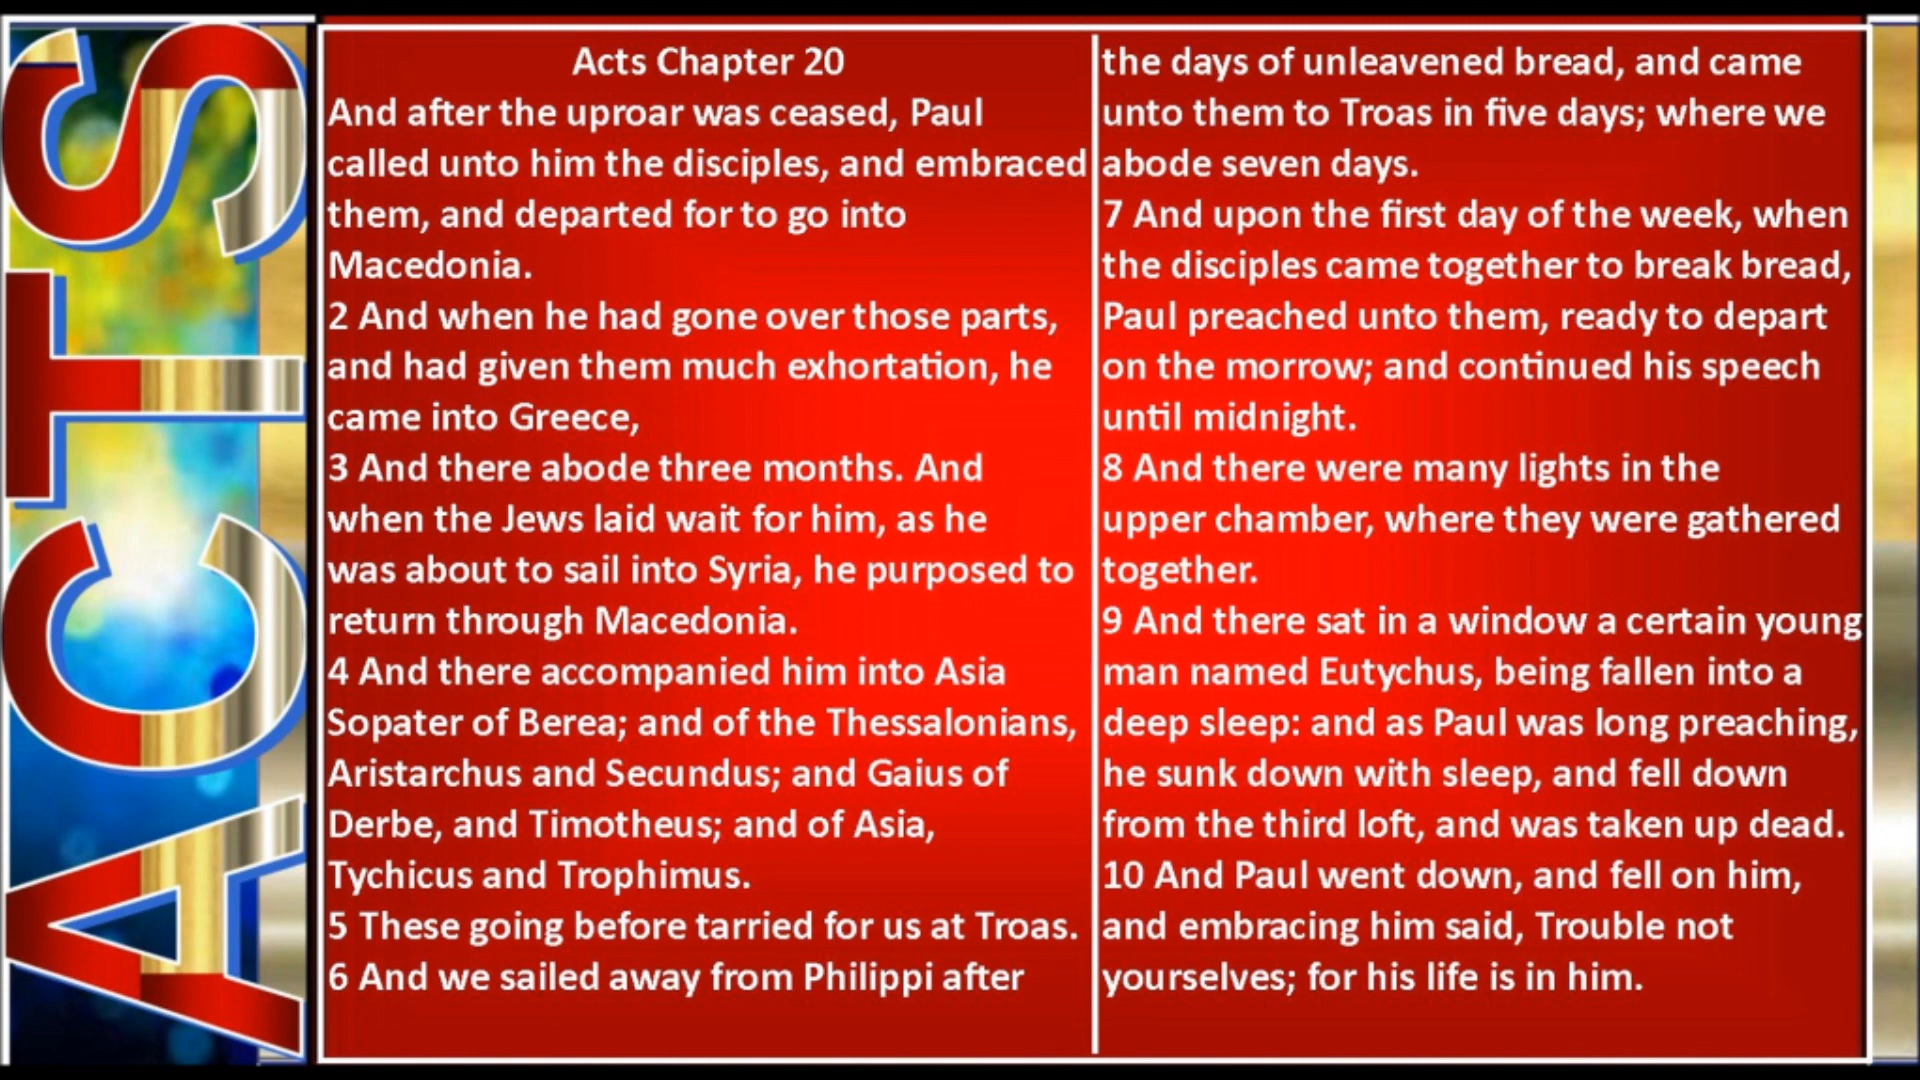 ACTS
Acts Chapter 20
And after the uproar was ceased, Paul
called unto him the disciples, and embraced
them, and departed for to go into
Macedonia.
2 And when he had gone over those parts,
and had given them much exhortation, he
came into Greece,
3 And there abode three months. And
when the Jews laid wait for him, as he
was about to sail into Syria, he purposed to
return through Macedonia.
4 And there accompanied him into Asia
Sopater of Berea; and of the Thessalonians,
Aristarchus and Secundus; and Gaius of
Derbe, and Timotheus; and of Asia,
Tychicus and Trophimus.
5 These going before tarried for us at Troas.
6 And we sailed away from Philippi after
the days of unleavened bread, and came
unto them to Troas in five days; where we
abode seven days.
7 And upon the first day of the week, when
the disciples came together to break bread,
Paul preached unto them, ready to depart
on the morrow; and continued his speech
until midnight.
8 And there were many lights in the
upper chamber, where they were gathered
together.
9 And there sat in a window a certain young
man named Eutychus, being fallen into a
deep sleep: and as Paul was long preaching,
he sunk down with sleep, and fell down
from the third loft, and was taken up dead.
10 And Paul went down, and fell on him,
and embracing him said, Trouble not
yourselves; for his life is in him.